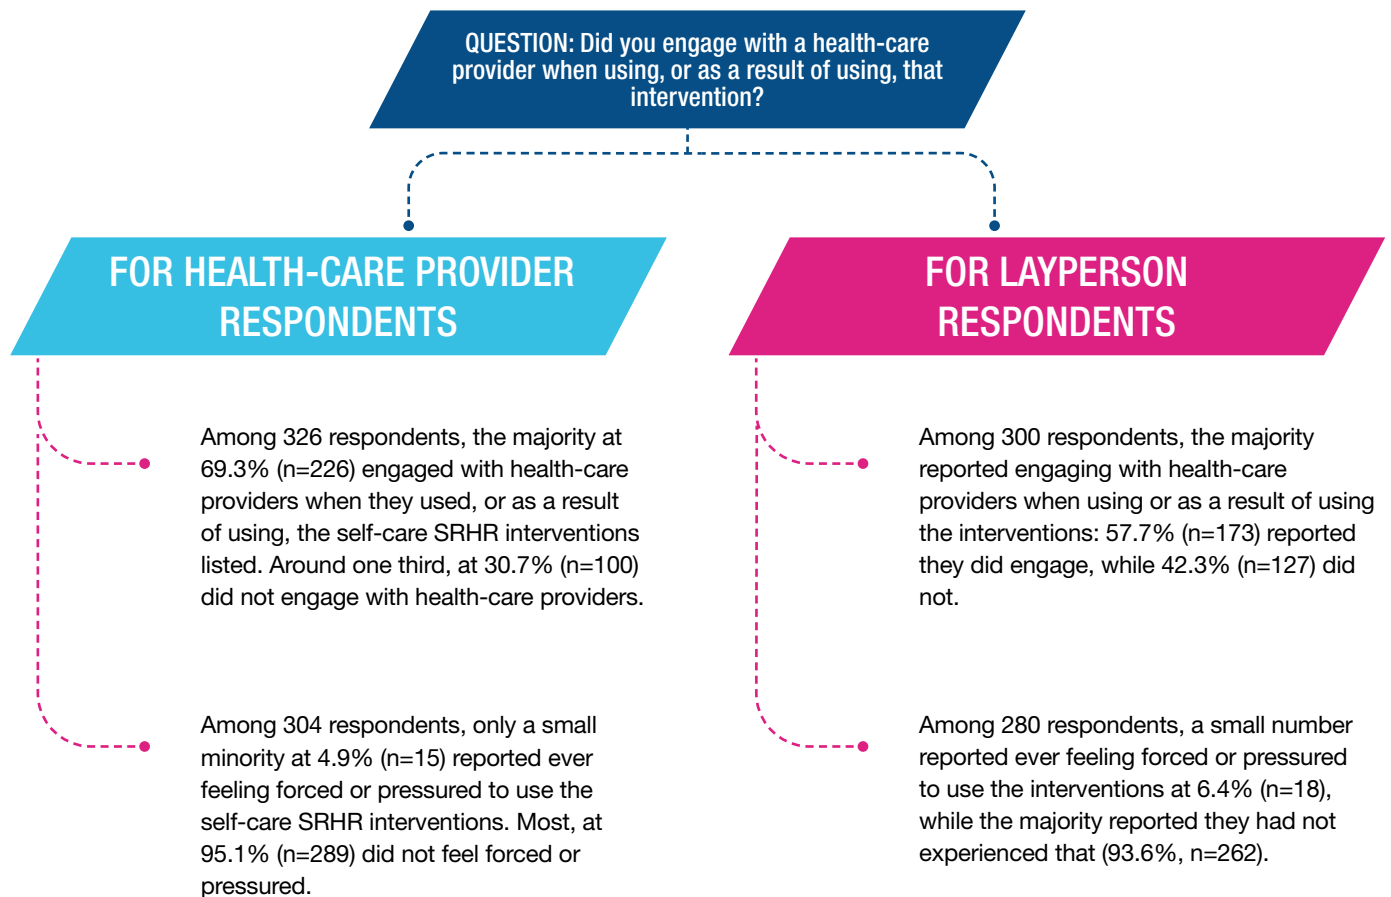 QUESTION: Did you engage with a health-care
provider when using, or as a result of using, that
intervention?
FOR HEALTH-CARE PROVIDER
RESPONDENTS
Among 326 respondents, the majority at
69.3% (n=226) engaged with health-care
providers when they used, or as a result
of using, the self-care SRHR interventions
listed. Around one third, at 30.7% (n=100)
did not engage with health-care providers.
Among 304 respondents, only a small
minority at 4.9% (n=15) reported ever
feeling forced or pressured to use the
self-care SRHR interventions. Most, at
95.1% (n=289) did not feel forced or
pressured.
FOR LAYPERSON
RESPONDENTS
Among 300 respondents, the majority
reported engaging with health-care
providers when using or as a result of using
the interventions: 57.7% (n=173) reported
they did engage, while 42.3% (n=127) did
not.
Among 280 respondents, a small number
reported ever feeling forced or pressured
to use the interventions at 6.4% (n=18),
while the majority reported they had not
experienced that (93.6%, n=262).